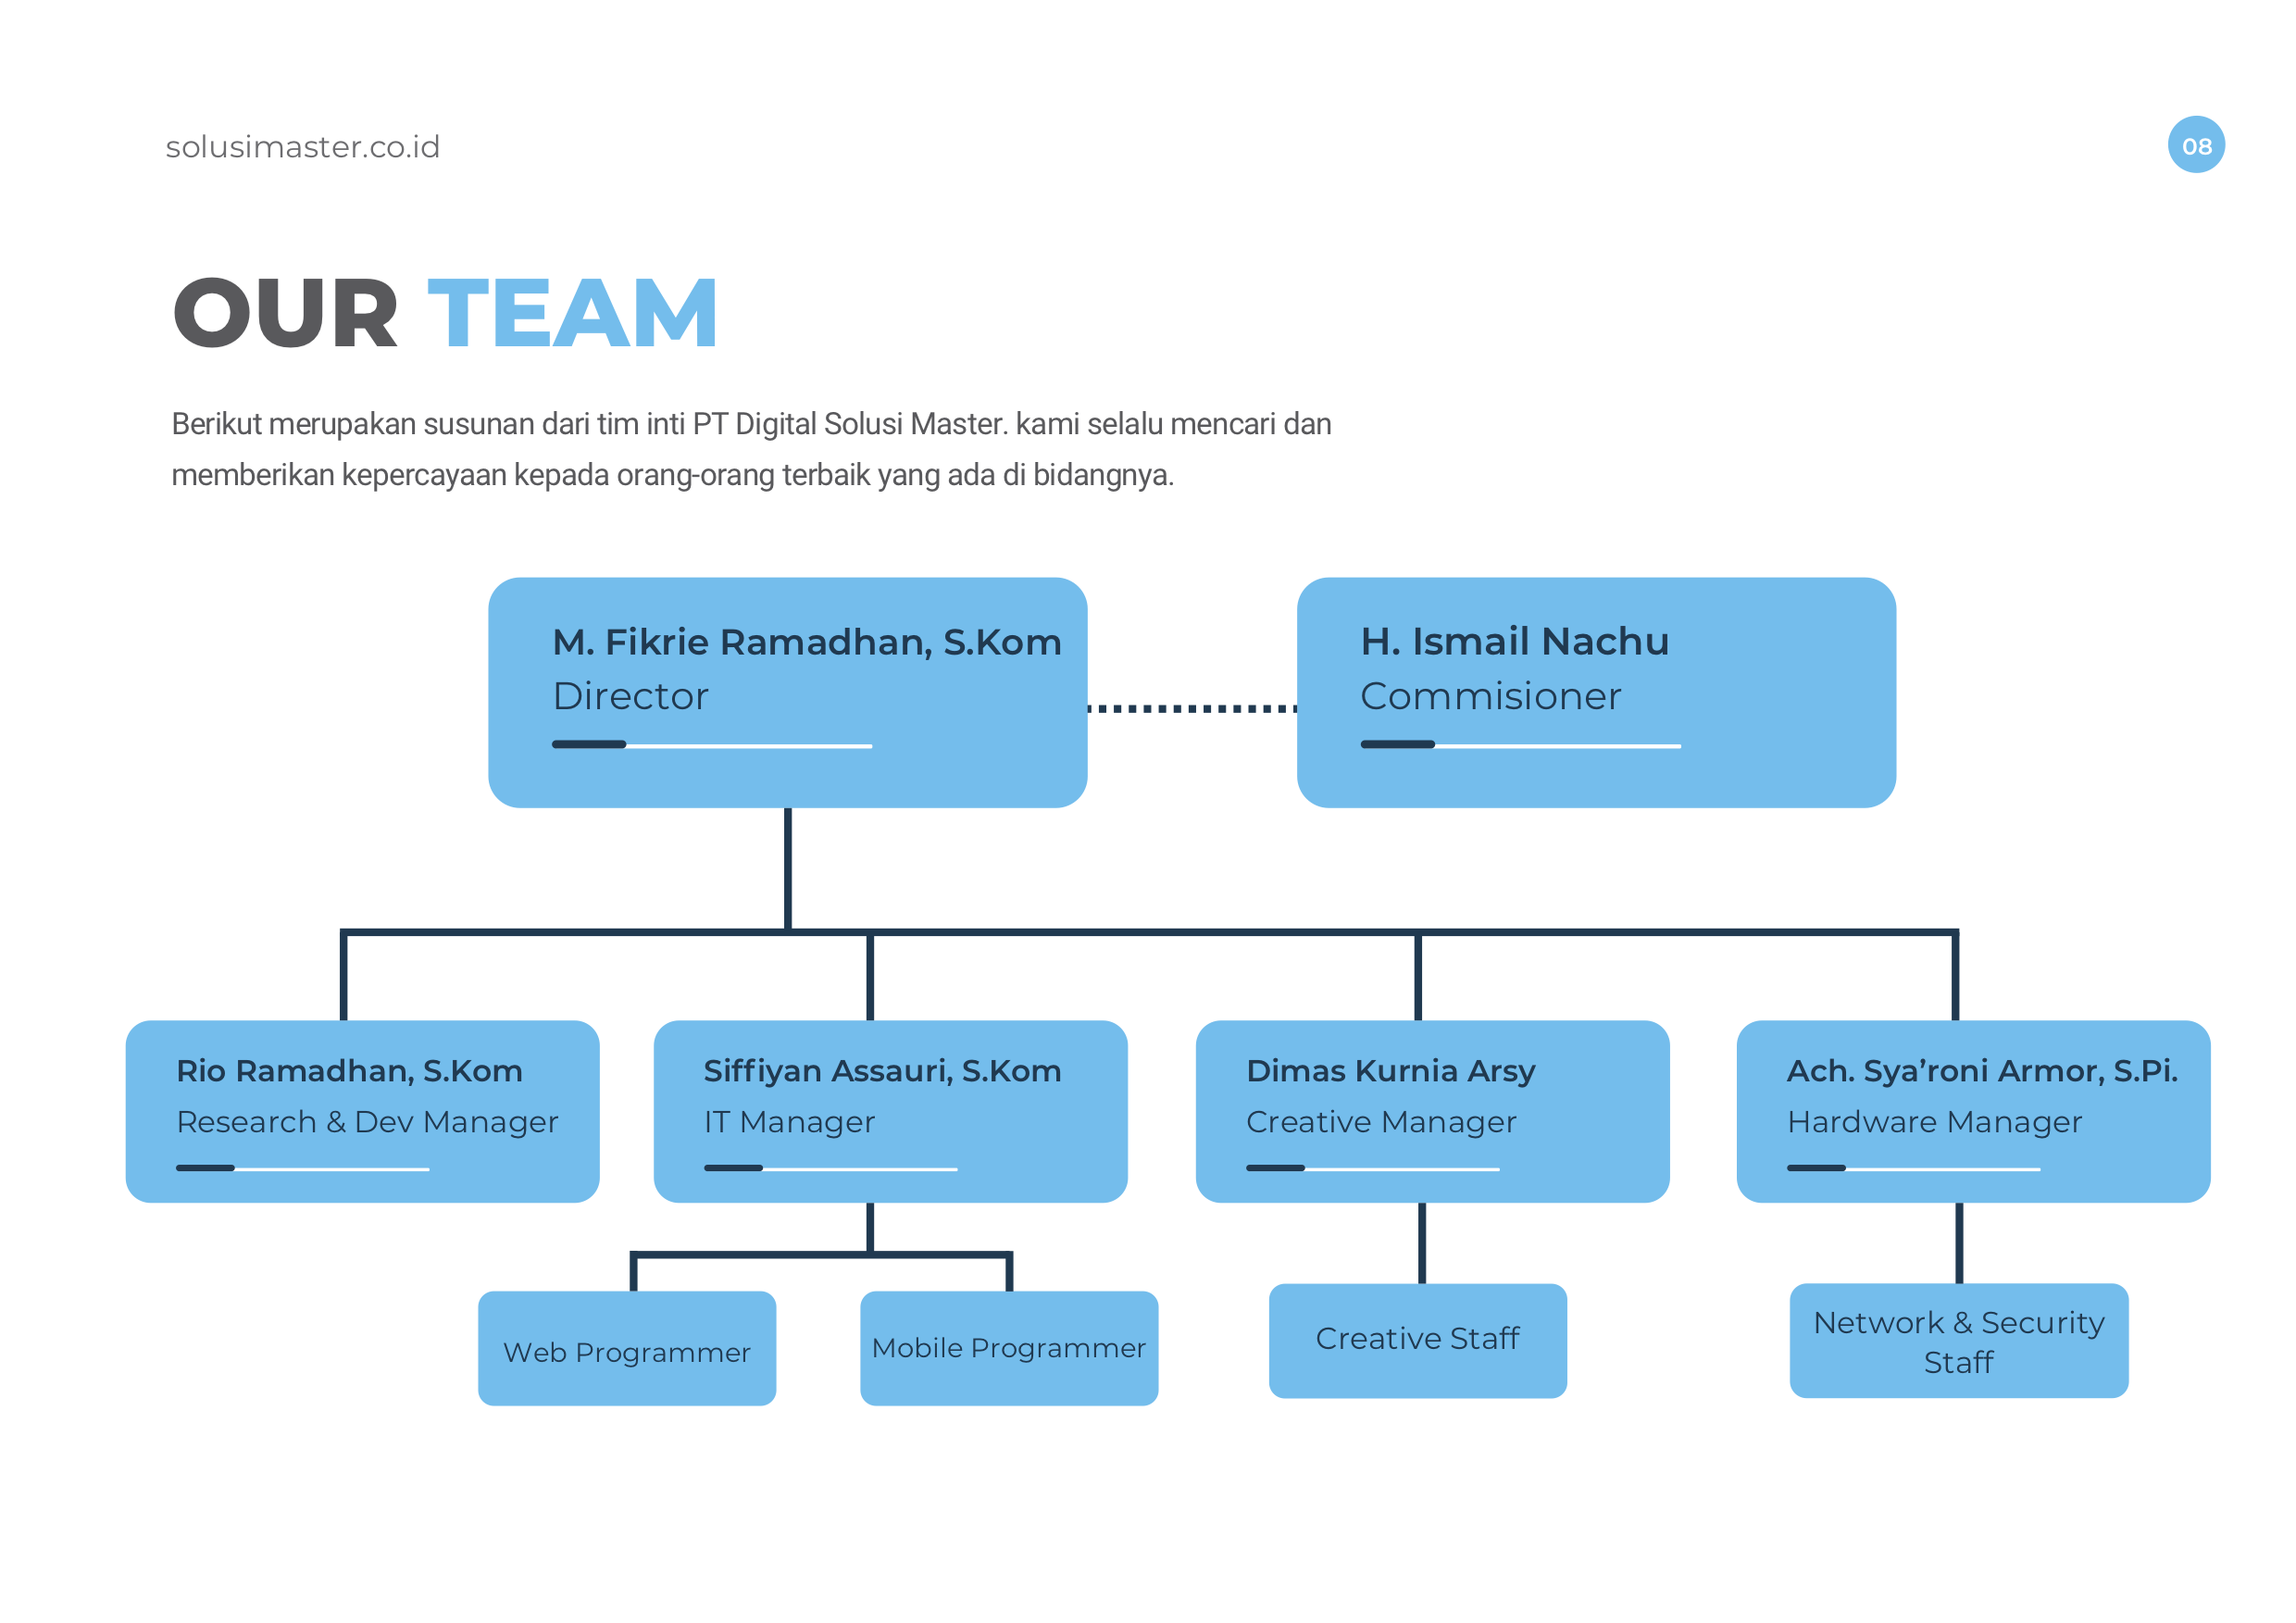 solusimaster.co.id
08
OUR TEAM
Berikut merupakan susunan dari tim inti PT Digital Solusi Master. kami selalu mencari dan
memberikan kepercayaan kepada orang-orang terbaik yang ada di bidangnya.
M. Fikrie Ramadhan, S.Kom
Director
H. Ismail Nachu
Commisioner
Rio Ramadhan, S.Kom
Research & Dev Manager
Siffiyan Assauri, S.Kom
IT Manager
Dimas Kurnia Arsy
Creative Manager
Ach. Sya’roni Armor, S.Pi.
Hardware Manager
Web Programmer
Mobile Programmer
Creative Staff
Network & Security
Staff